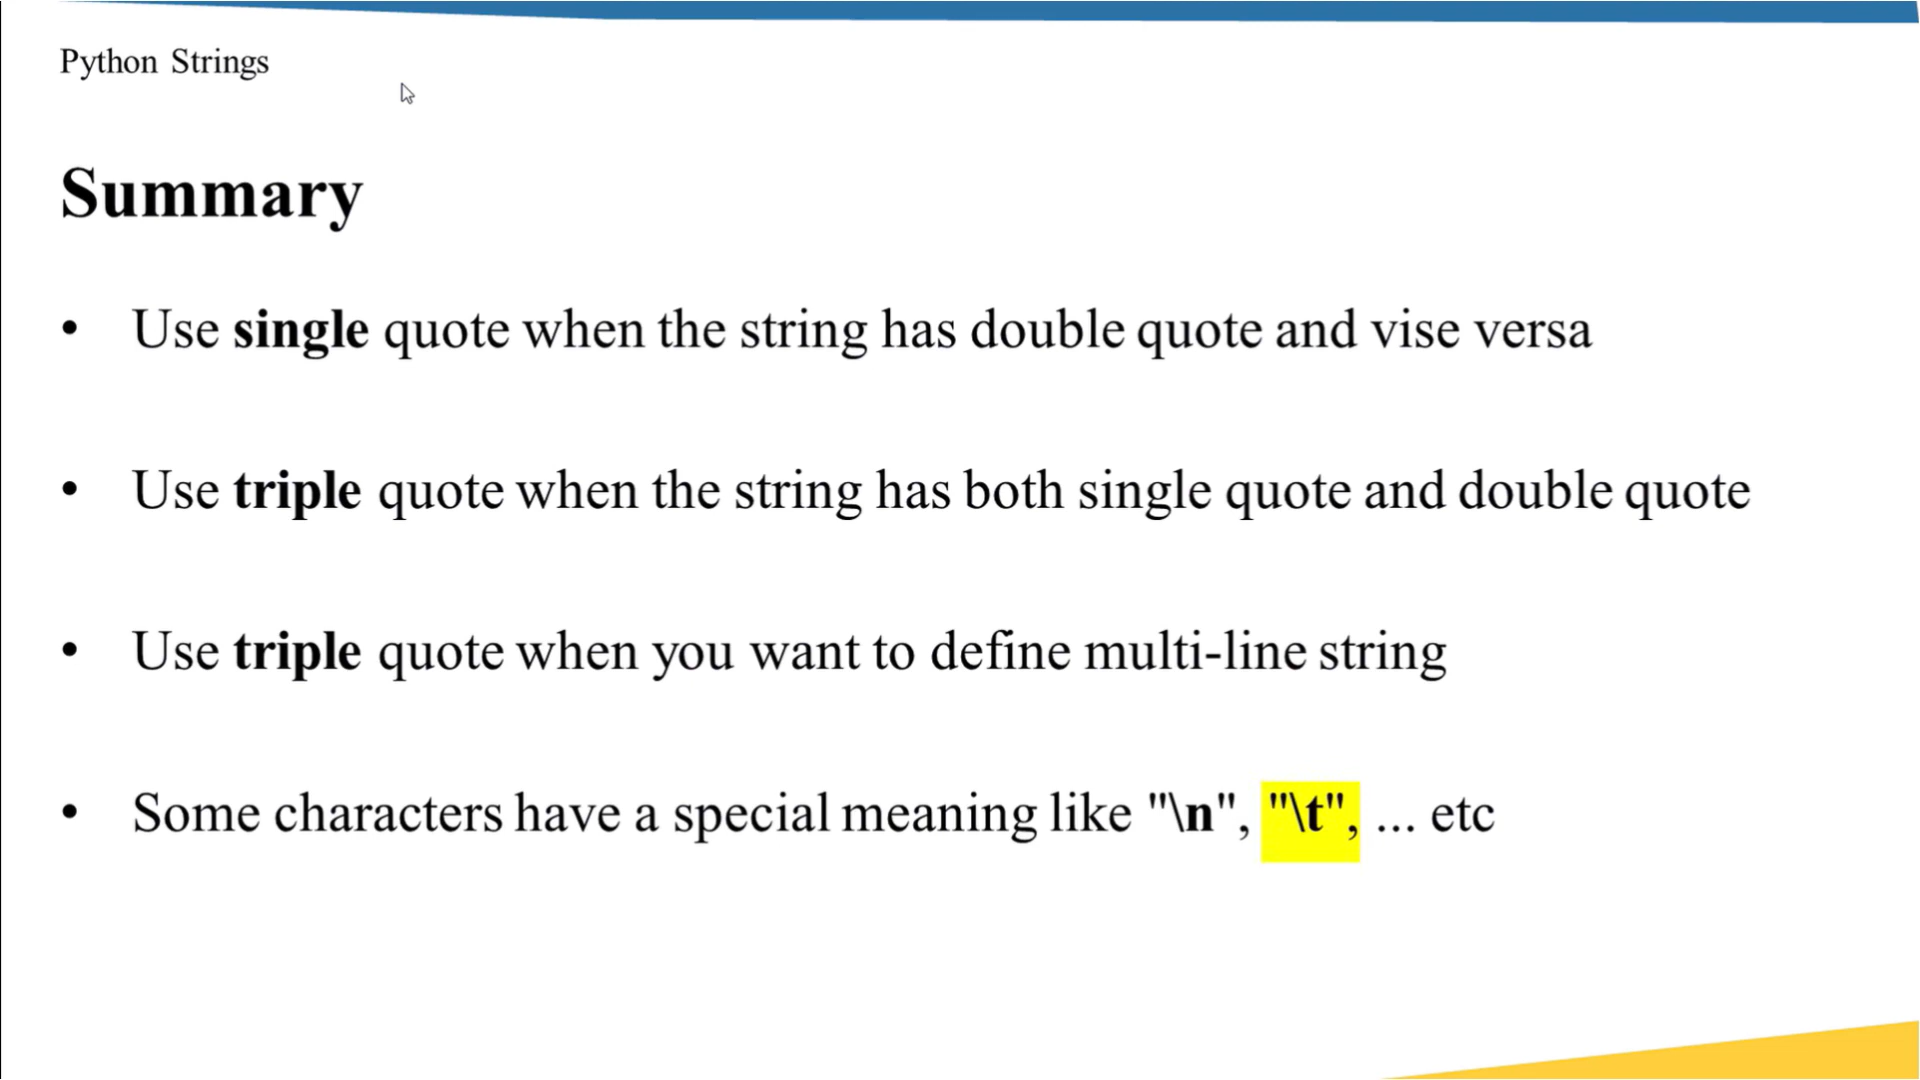 Python Strings
Summary
• Use single quote when the string has double quote and vise versa
• Use triple quote when the string has both single quote and double quote
• Use triple quote when you want to define multi-line string
• Some characters have a special meaning like "\n", "\t", ... etc